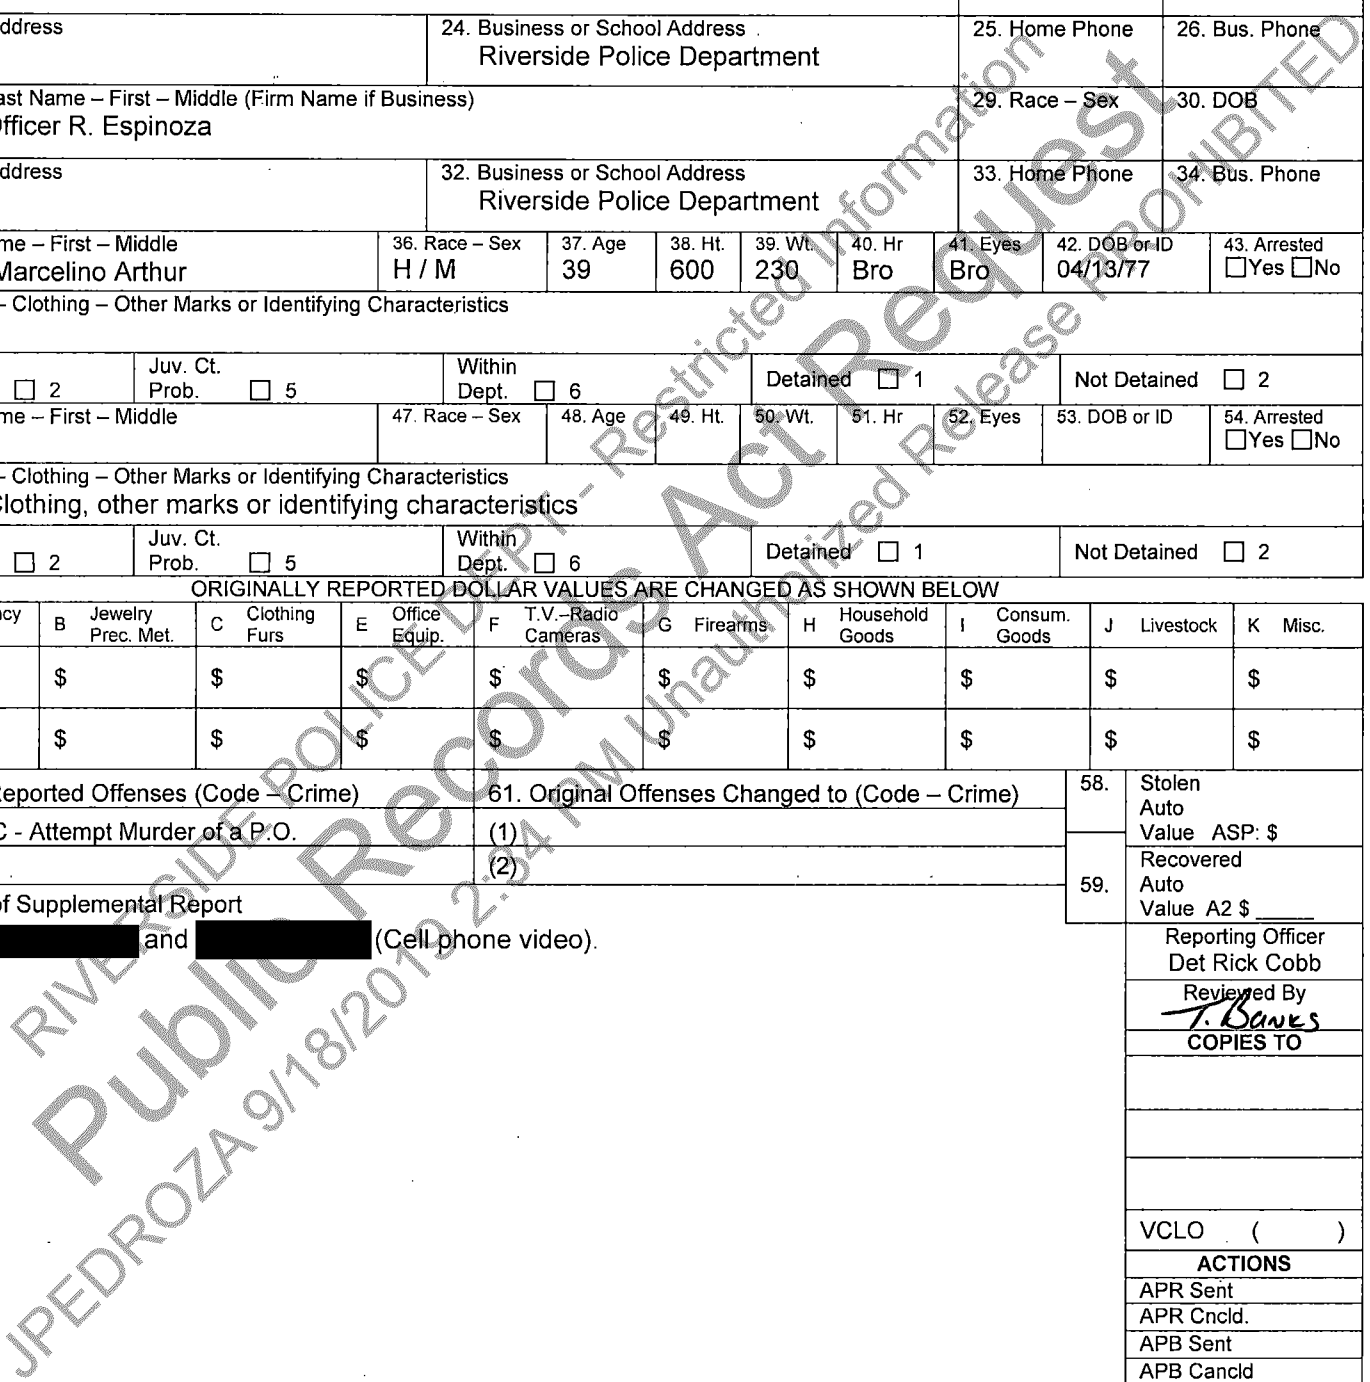 ddress 24. Business or School Address 25. Home Phone 26. Bus. Phone
Riverside Police Department
ast Name – First – Middle (Firm Name if Business) 29. Race – Sex 30. DOB
fficer R. Espinoza
ddress 32. Business or School Address 33. Home Phone 34. Bus. Phone
Riverside Police Department
me – First – Middle 36. Race – Sex 37. Age 38. Ht. 39. Wt. 40. Hr 41. Eyes 42. DOB or ID 43. Arrested
Marcelino Arthur H / M 39 600 230 Bro Bro 04/13/77 ☐Yes ☐No
– Clothing – Other Marks or Identifying Characteristics
☐ 2 Juv. Ct. Prob. ☐ 5 Within Dept. ☐ 6 Detained ☐ 1 Not Detained ☐ 2
me – First – Middle 47. Race – Sex 48. Age 49. Ht. 50. Wt. 51. Hr 52. Eyes 53. DOB or ID 54. Arrested
☐Yes ☐No
– Clothing – Other Marks or Identifying Characteristics
Clothing, other marks or identifying characteristics
☐ 2 Juv. Ct. Prob. ☐ 5 Within Dept. ☐ 6 Detained ☐ 1 Not Detained ☐ 2
ORIGINALLY REPORTED DOLLAR VALUES ARE CHANGED AS SHOWN BELOW
ncy B Jewelry Prec. Met. C Clothing Furs E Office Equip. F T.V.–Radio Cameras G Firearms H Household Goods I Consum. Goods J Livestock K Misc.
$ $ $ $ $ $ $ $ $
$ $ $ $ $ $ $ $ $
Reported Offenses (Code – Crime) 61. Original Offenses Changed to (Code – Crime) 58. Stolen Auto Value ASP: $
C - Attempt Murder of a P.O. (1)
(2) 59. Recovered Auto Value A2 $ _____
of Supplemental Report
and (Cell phone video).
Reporting Officer
Det Rick Cobb
Reviewed By
T. Banks
COPIES TO
VCLO ( )
ACTIONS
APR Sent
APR Cncld.
APB Sent
APB Cancld
RIVERSIDE POLICE DEPT - Restricted Information
Public Records Act Request
JPEDROZA 9/18/2019 2:34 PM Unauthorized Release PROHIBITED